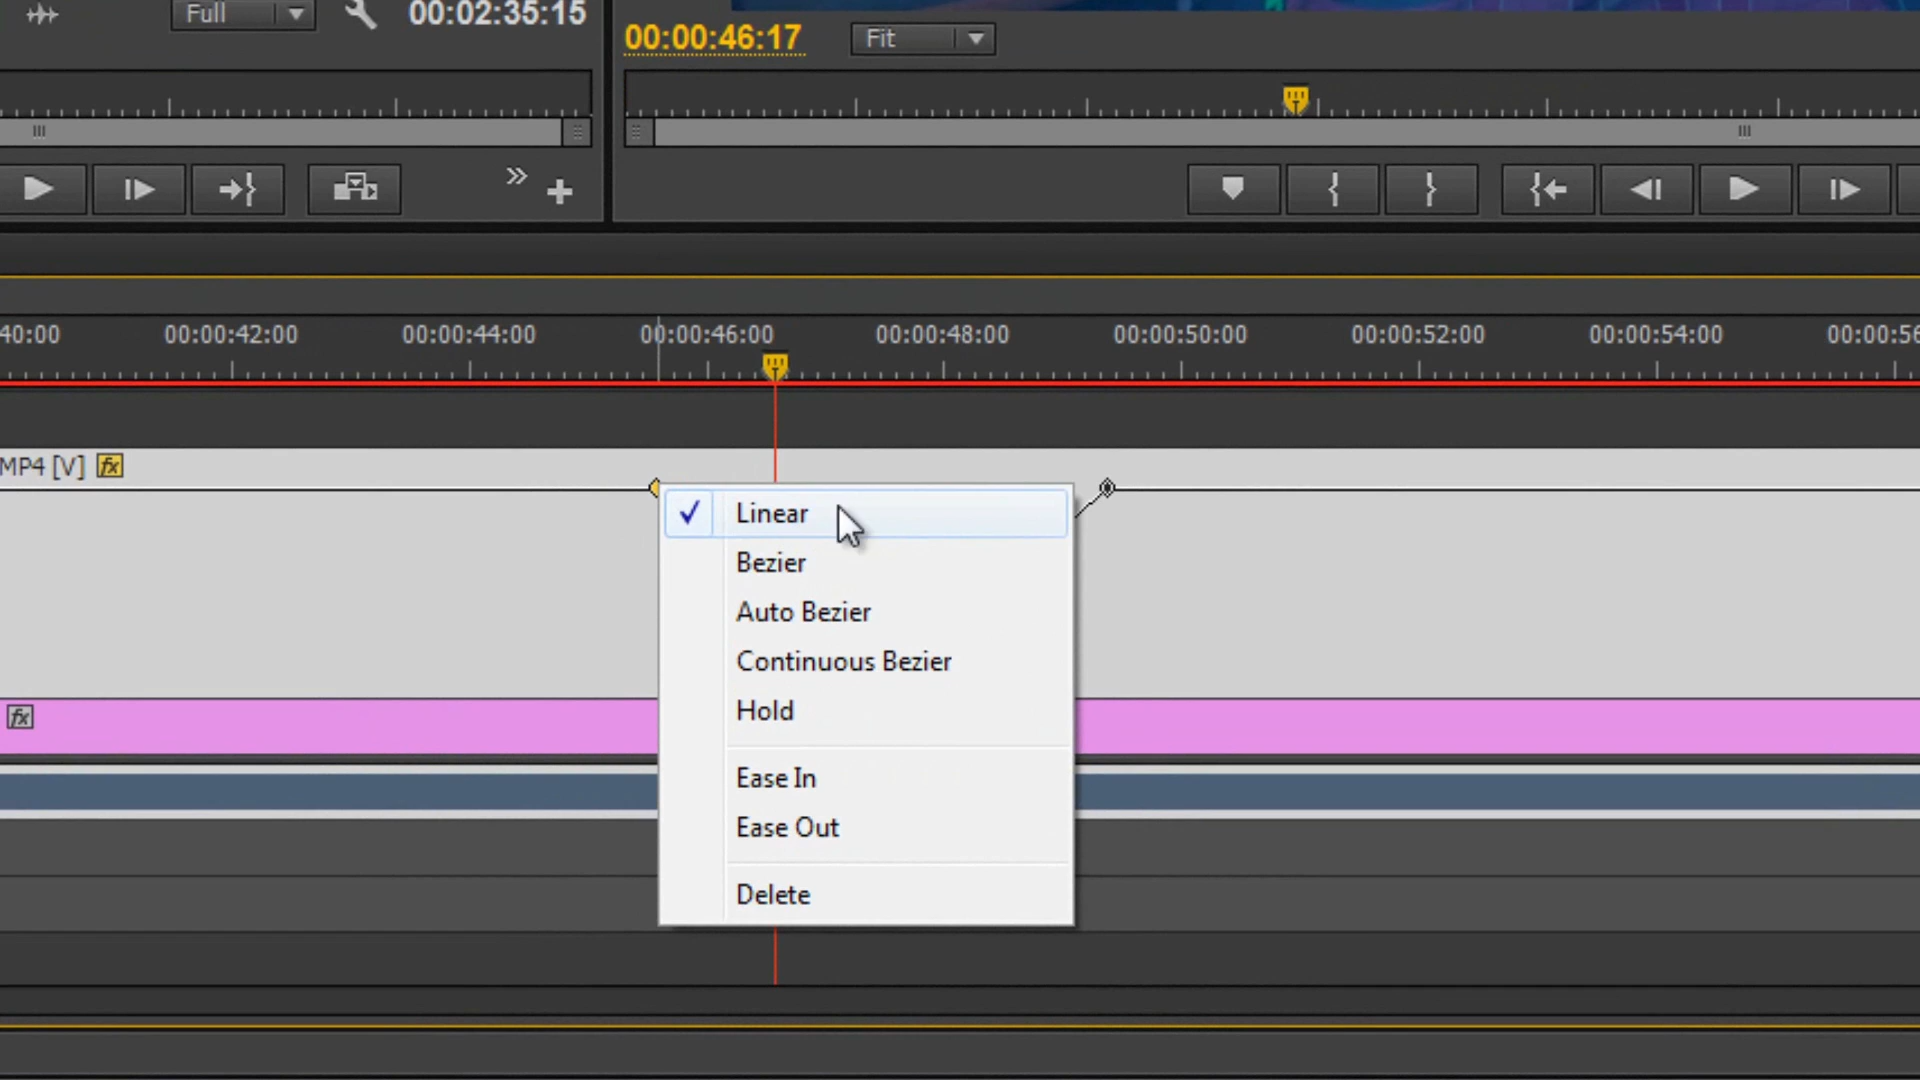 Full
00:02:35:15
00:00:46:17
Fit
40:00
00:00:42:00
00:00:44:00
00:00:46:00
00:00:48:00
00:00:50:00
00:00:52:00
00:00:54:00
00:00:56
MP4 [V] fx
Linear
Bezier
Auto Bezier
Continuous Bezier
Hold
fx
Ease In
Ease Out
Delete